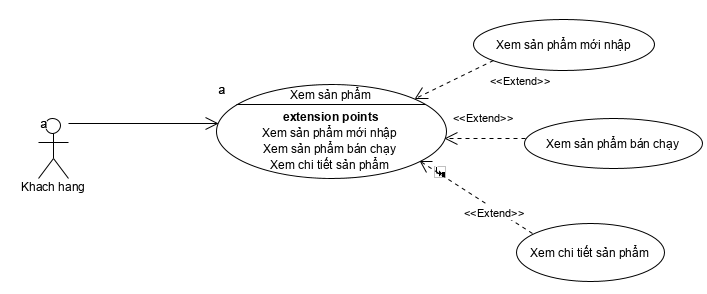 Xem sản phẩm mới nhập
<<Extend>>
a
Xem sản phẩm
extension points
Xem sản phẩm mới nhập
Xem sản phẩm bán chạy
Xem chi tiết sản phẩm
<<Extend>>
Xem sản phẩm bán chạy
a
Khach hang
<<Extend>>
Xem chi tiết sản phẩm